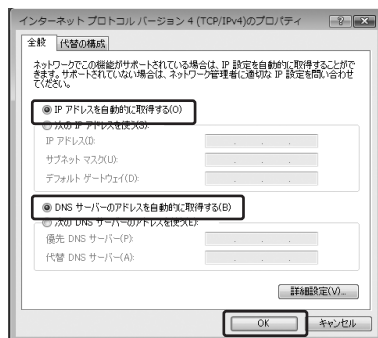 インターネット プロトコル バージョン 4 (TCP/IPv4)のプロパティ
全般 代替の構成
ネットワークでこの機能がサポートされている場合は、IP 設定を自動的に取得することがで
きます。サポートされていない場合は、ネットワーク管理者に適切な IP 設定を問い合わせ
てください。
IP アドレスを自動的に取得する(O)
次の IP アドレスを使う(S):
IP アドレス(I):
サブネット マスク(U):
デフォルト ゲートウェイ(D):
DNS サーバーのアドレスを自動的に取得する(B)
次の DNS サーバーのアドレスを使う(E):
優先 DNS サーバー(P):
代替 DNS サーバー(A):
詳細設定(V)...
OK キャンセル